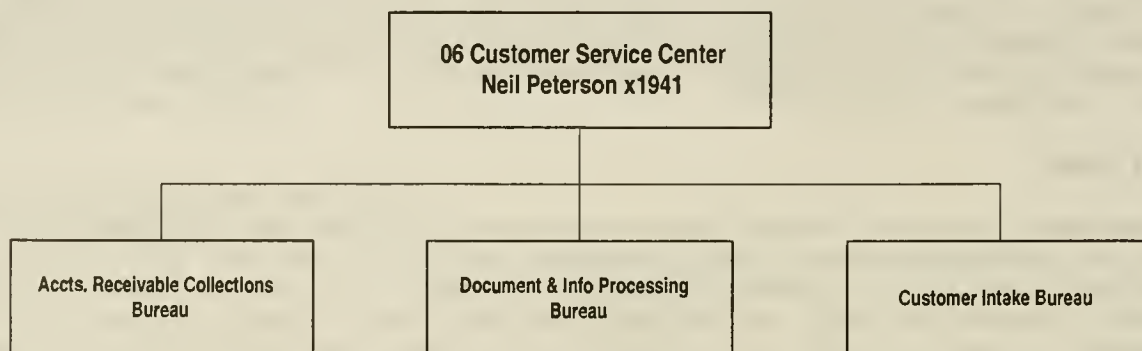 06 Customer Service Center
Neil Peterson x1941
Accts. Receivable Collections
Bureau
Document & Info Processing
Bureau
Customer Intake Bureau